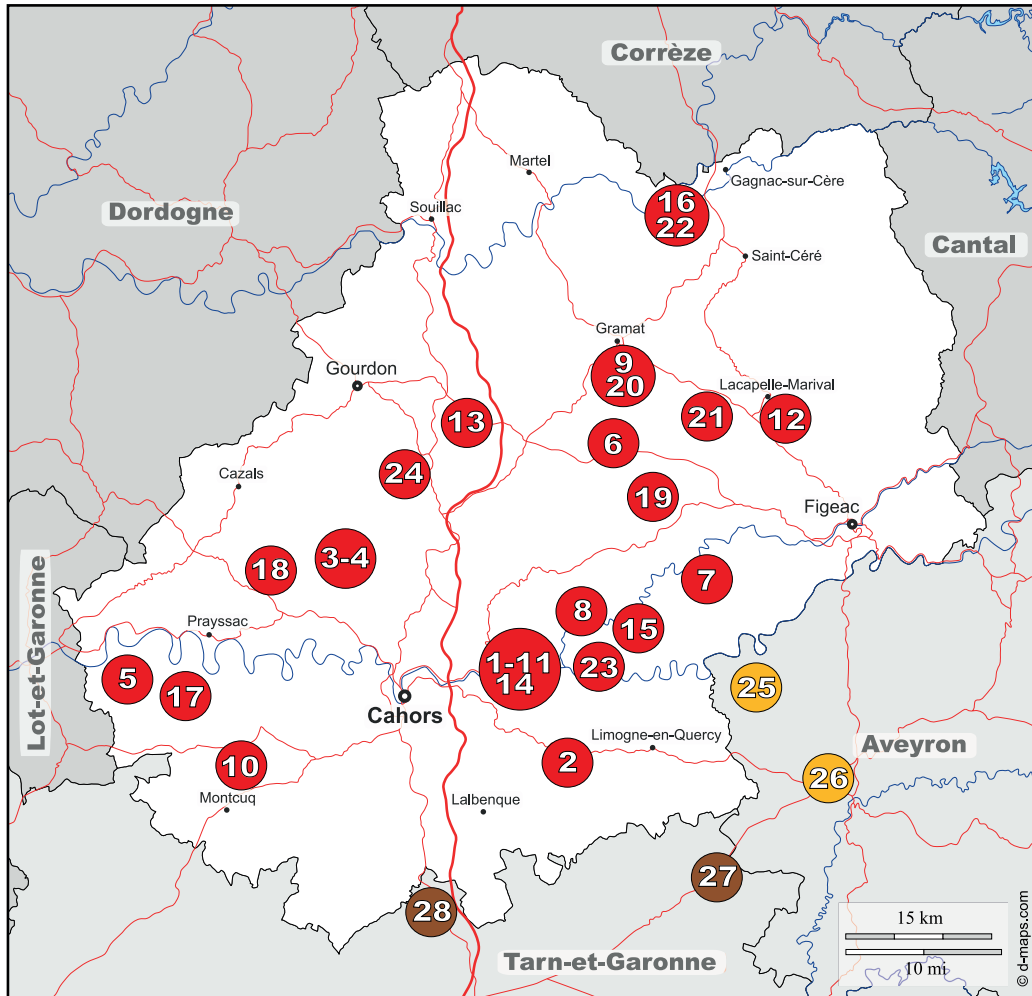 Corrèze
Martel
Gagnac-sur-Cère
16
22
Dordogne
Souillac
Cantal
Saint-Céré
Gramat
9
20
Gourdon
Lacapelle-Marival
13
21
12
6
24
Cazals
19
Figeac
3-4
18
7
8
15
Prayssac
Lot-et-Garonne
5
17
1-11
14
23
25
Cahors
Limogne-en-Quercy
Aveyron
10
2
26
Montcuq
Lalbenque
27
28
15 km
10 mi
Tarn-et-Garonne
© d-maps.com